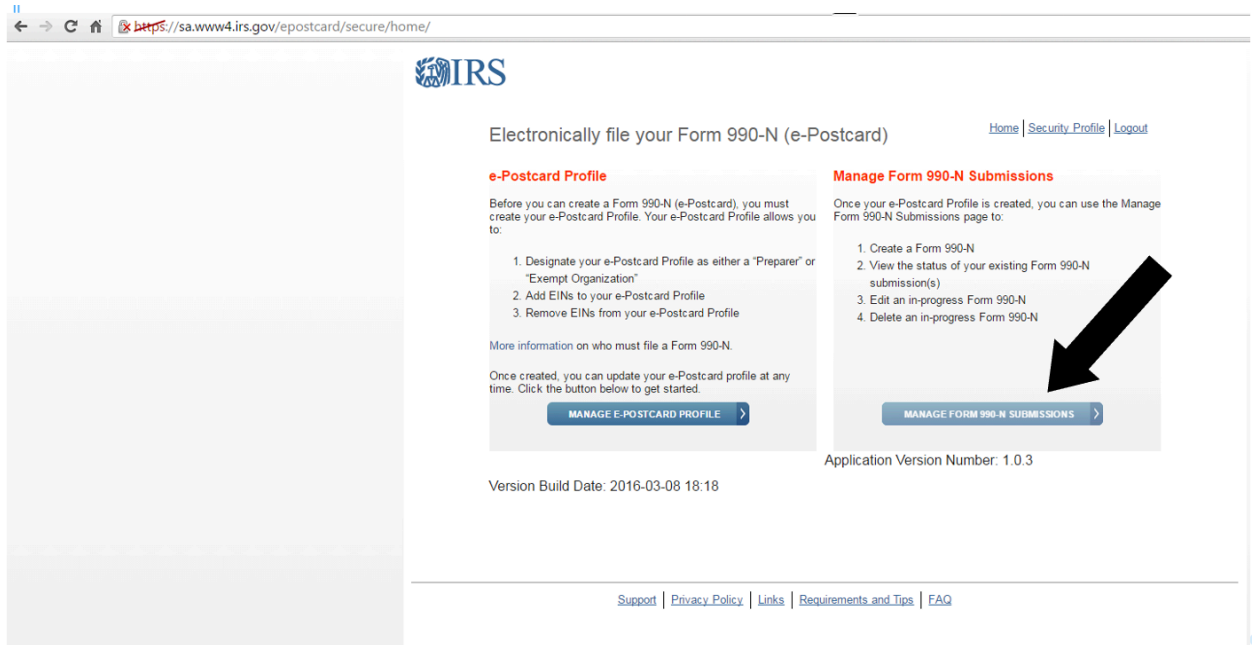 https://sa.www4.irs.gov/epostcard/secure/home/
IRS
Electronically file your Form 990-N (e-Postcard)
Home | Security Profile | Logout
e-Postcard Profile
Before you can create a Form 990-N (e-Postcard), you must
create your e-Postcard Profile. Your e-Postcard Profile allows you
to:
1. Designate your e-Postcard Profile as either a "Preparer" or
"Exempt Organization"
2. Add EINs to your e-Postcard Profile
3. Remove EINs from your e-Postcard Profile
More information on who must file a Form 990-N.
Once created, you can update your e-Postcard profile at any
time. Click the button below to get started.
MANAGE E-POSTCARD PROFILE
Manage Form 990-N Submissions
Once your e-Postcard Profile is created, you can use the Manage
Form 990-N Submissions page to:
1. Create a Form 990-N
2. View the status of your existing Form 990-N
submission(s)
3. Edit an in-progress Form 990-N
4. Delete an in-progress Form 990-N
MANAGE FORM 990-N SUBMISSIONS
Application Version Number: 1.0.3
Version Build Date: 2016-03-08 18:18
Support | Privacy Policy | Links | Requirements and Tips | FAQ